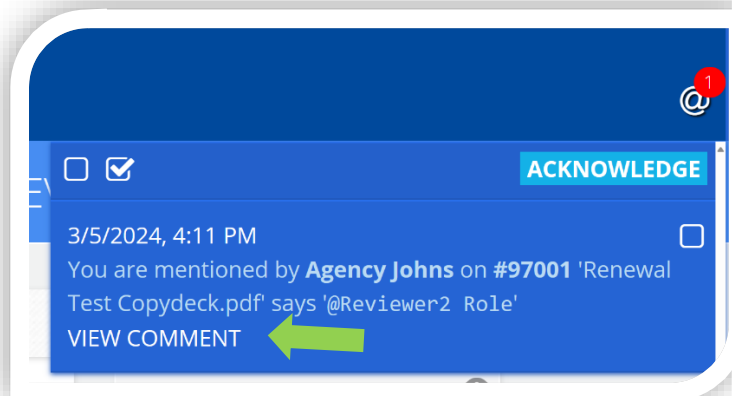 @ 1
ACKNOWLEDGE
3/5/2024, 4:11 PM
You are mentioned by Agency Johns on #97001 'Renewal
Test Copydeck.pdf' says '@Reviewer2 Role'
VIEW COMMENT